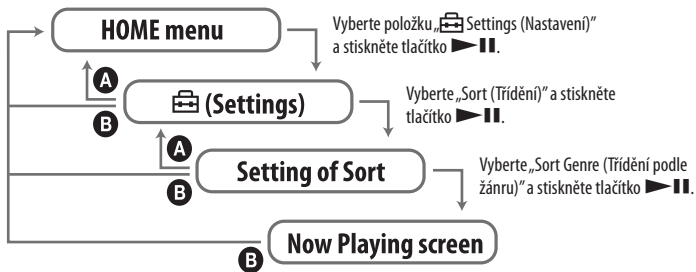 HOME menu
Vyberte položku „ Settings (Nastavení)”
a stiskněte tlačítko ►II.
A
B
(Settings)
Vyberte „Sort (Třídění)” a stiskněte
tlačítko ►II.
A
B
Setting of Sort
Vyberte „Sort Genre (Třídění podle
žánru)” a stiskněte tlačítko ►II.
B
Now Playing screen